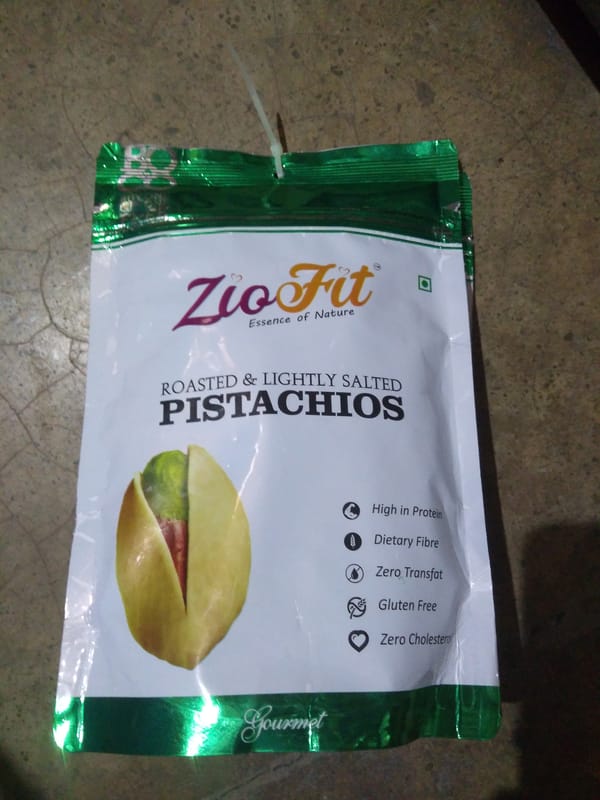 ZioFit™
Essence of Nature
ROASTED & LIGHTLY SALTED
PISTACHIOS
High in Protein
Dietary Fibre
Zero Transfat
Gluten Free
Zero Cholesterol
Gourmet